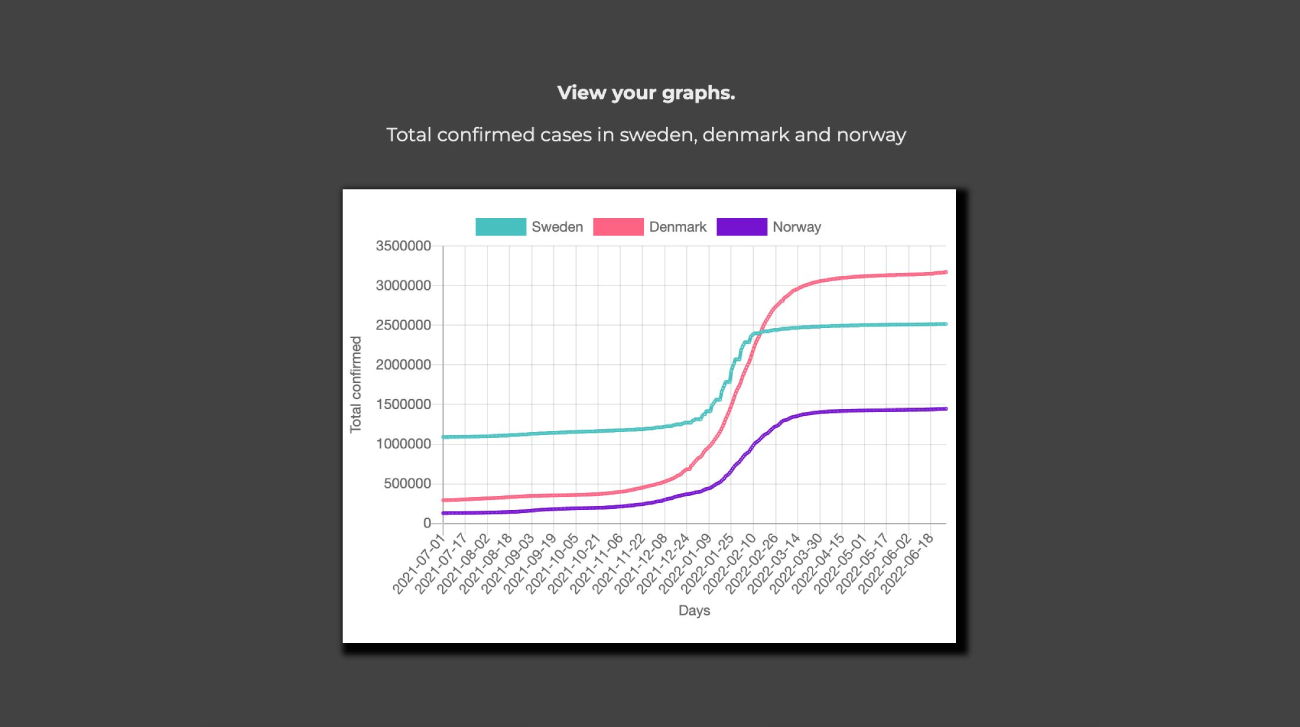 View your graphs.
Total confirmed cases in sweden, denmark and norway
Sweden Denmark Norway
3500000
3000000
2500000
2000000
1500000
1000000
500000
0
Total confirmed
2021-07-01 2021-07-17 2021-08-02 2021-08-18 2021-09-03 2021-09-19 2021-10-05 2021-10-21 2021-11-06 2021-11-22 2021-12-08 2021-12-24 2022-01-09 2022-01-25 2022-02-10 2022-02-26 2022-03-14 2022-03-30 2022-04-15 2022-05-01 2022-05-17 2022-06-02 2022-06-18
Days